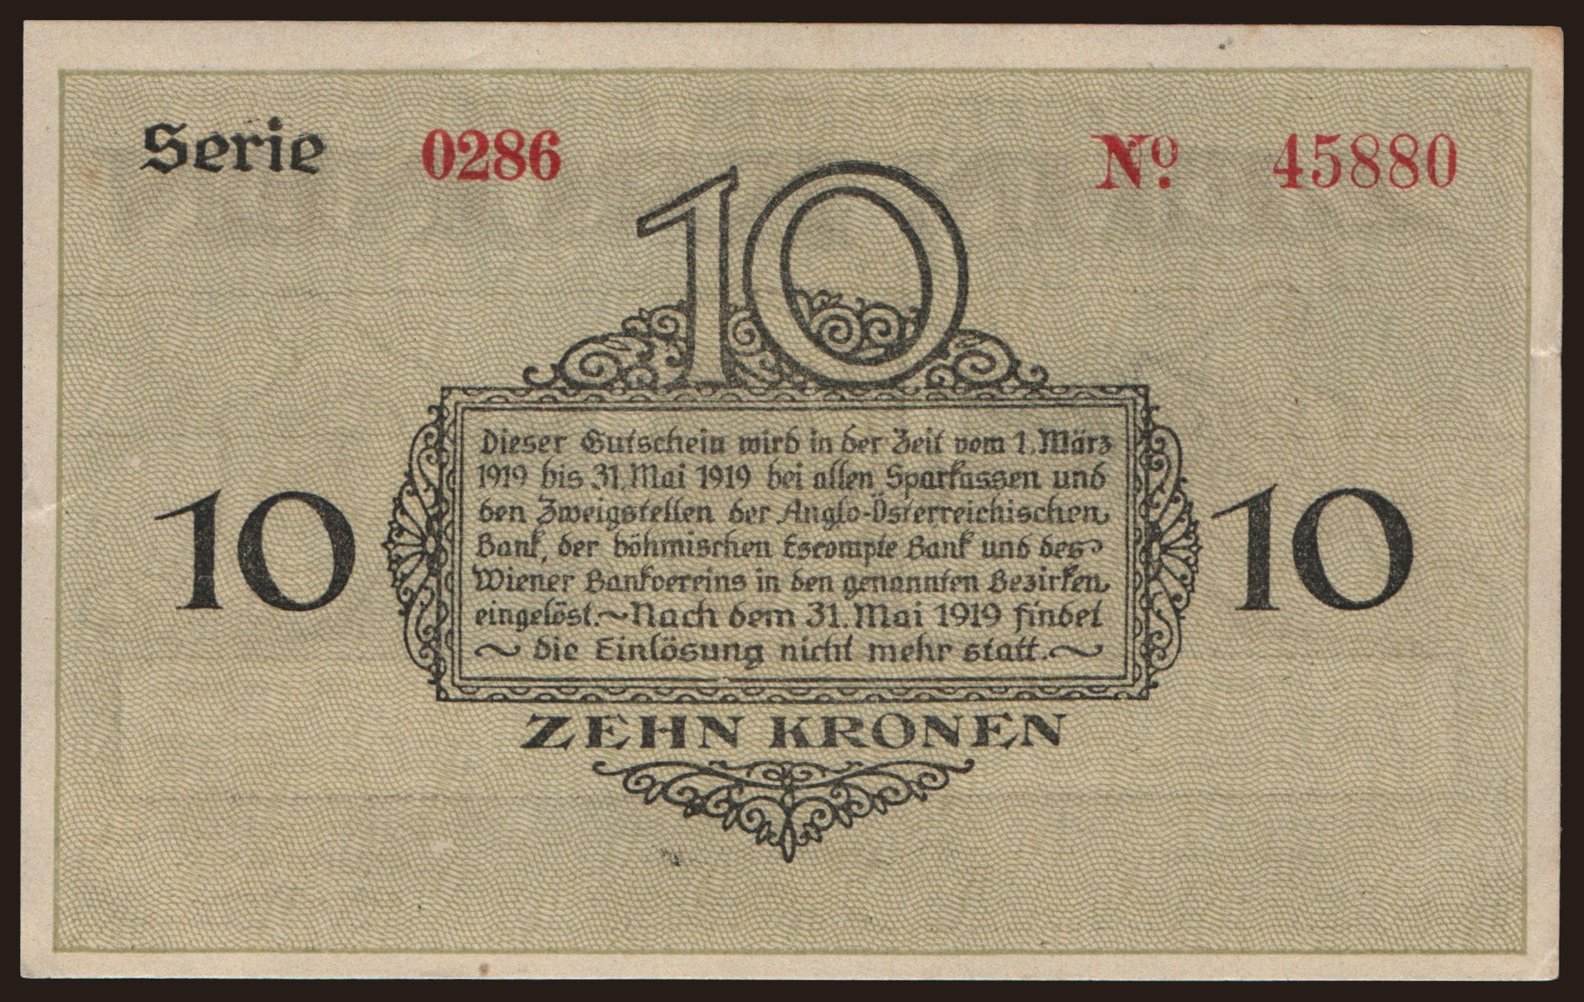 Serie 0286 Nº 45880
10
Dieser Gutschein wird in der Zeit vom 1. März
1919 bis 31. Mai 1919 bei allen Sparkassen und
den Zweigstellen der Anglo-Österreichischen
Bank, der böhmischen Escompte Bank und des
Wiener Bankvereins in den genannten Bezirken
eingelöst.~Nach dem 31. Mai 1919 findet
~ die Einlösung nicht mehr statt.~
10 10
ZEHN KRONEN